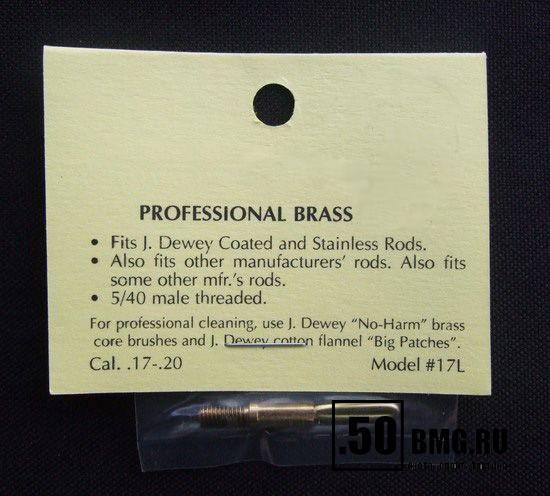 PROFESSIONAL BRASS
• Fits J. Dewey Coated and Stainless Rods.
• Also fits other manufacturers' rods. Also fits
some other mfr.'s rods.
• 5/40 male threaded.
For professional cleaning, use J. Dewey "No-Harm" brass
core brushes and J. Dewey cotton flannel "Big Patches".
Cal. .17-.20 Model #17L
.50 BMG.RU